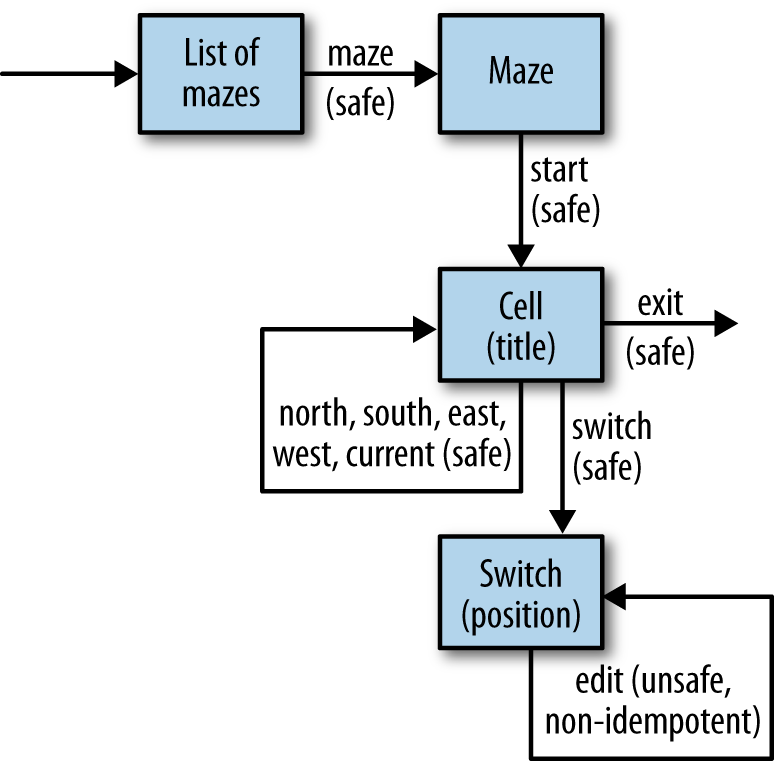 List of
mazes
maze
(safe)
Maze
start
(safe)
Cell
(title)
exit
(safe)
north, south, east,
west, current (safe)
switch
(safe)
Switch
(position)
edit (unsafe,
non-idempotent)